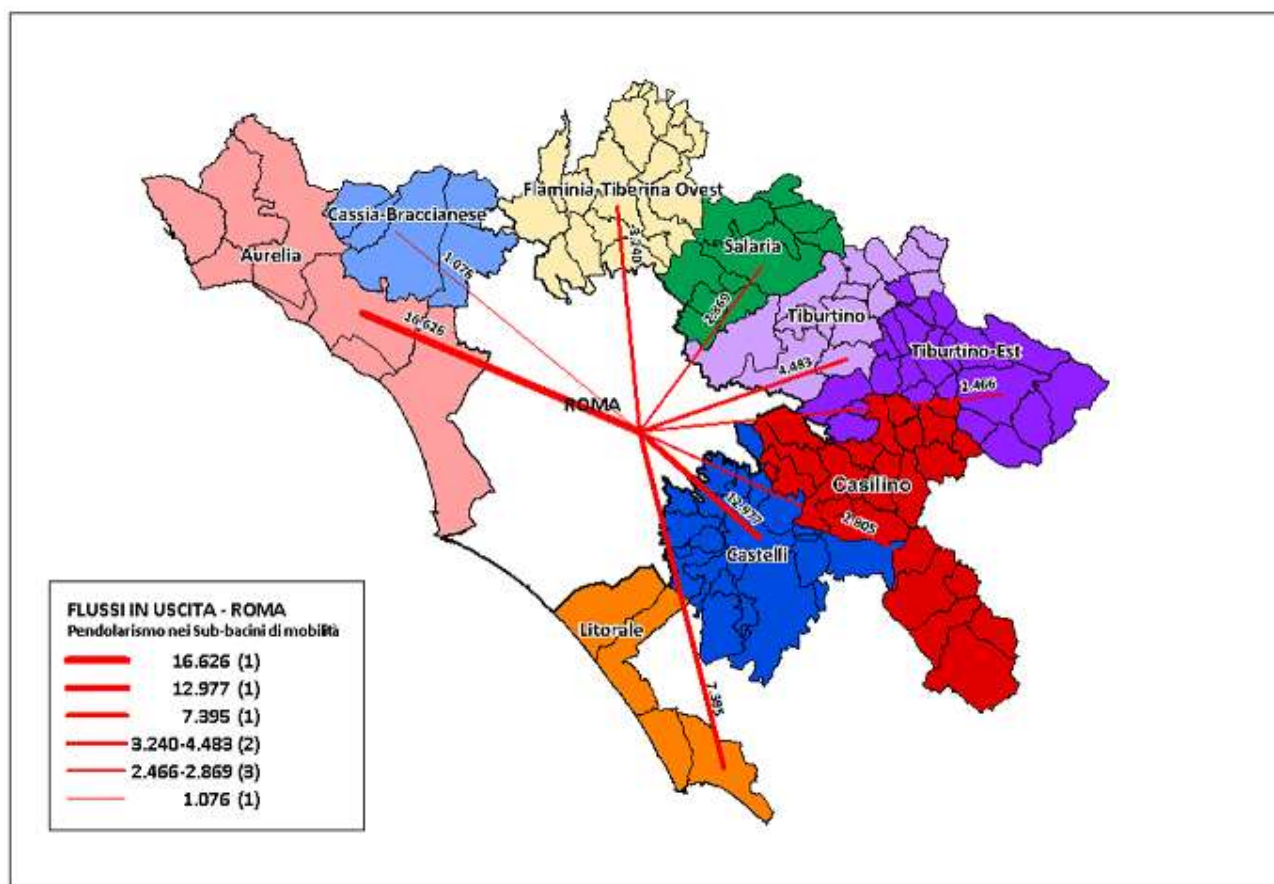 Flaminia-Tiberina Ovest
Cassia-Braccianese
3.240
Salaria
Aurelia
1.076
2.869
Tiburtino
16.626
Tiburtino-Est
4.483
2.466
ROMA
Casilino
12.977
2.805
Castelli
Litorale
7.395
FLUSSI IN USCITA - ROMA
Pendolarismo nei Sub-bacini di mobilità
16.626 (1)
12.977 (1)
7.395 (1)
3.240-4.483 (2)
2.466-2.869 (3)
1.076 (1)